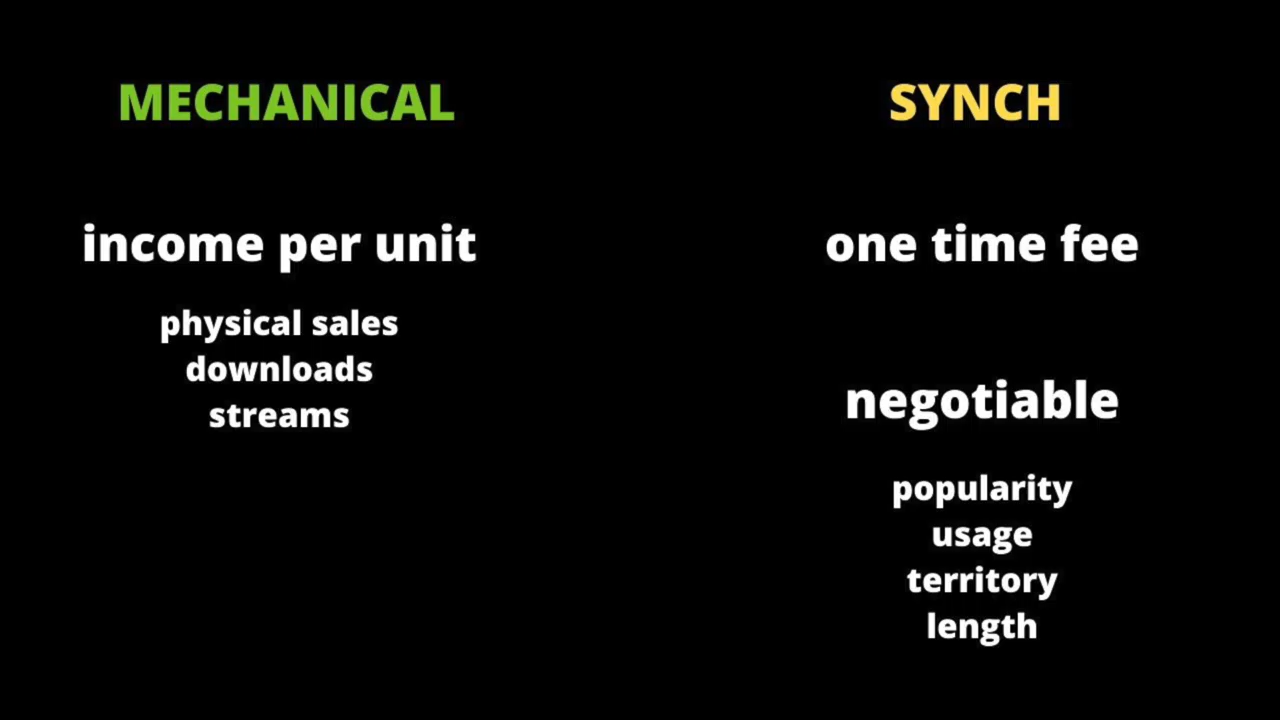 MECHANICAL
income per unit
physical sales
downloads
streams
SYNCH
one time fee
negotiable
popularity
usage
territory
length